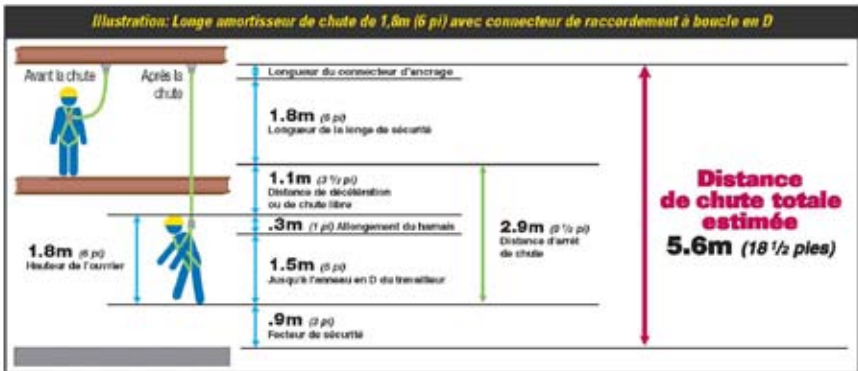 Illustration: Longe amortisseur de chute de 1,8m (6 pi) avec connecteur de raccordement à boucle en D
Avant la chute
Après la
chute
Longueur du connecteur d'ancrage
1.8m (6 pi)
Longueur de la longe de sécurité
1.1m (3 1/2 pi)
Distance de décélération
ou de chute libre
.3m (1 pi) Allongement du harnais
1.8m (6 pi)
Hauteur de l'ouvrier
1.5m (5 pi)
Jusqu'à l'anneau en D du travailleur
2.9m (9 1/2 pi)
Distance d'arrêt
de chute
.9m (3 pi)
Facteur de sécurité
Distance
de chute totale
estimée
5.6m (18 1/2 pies)